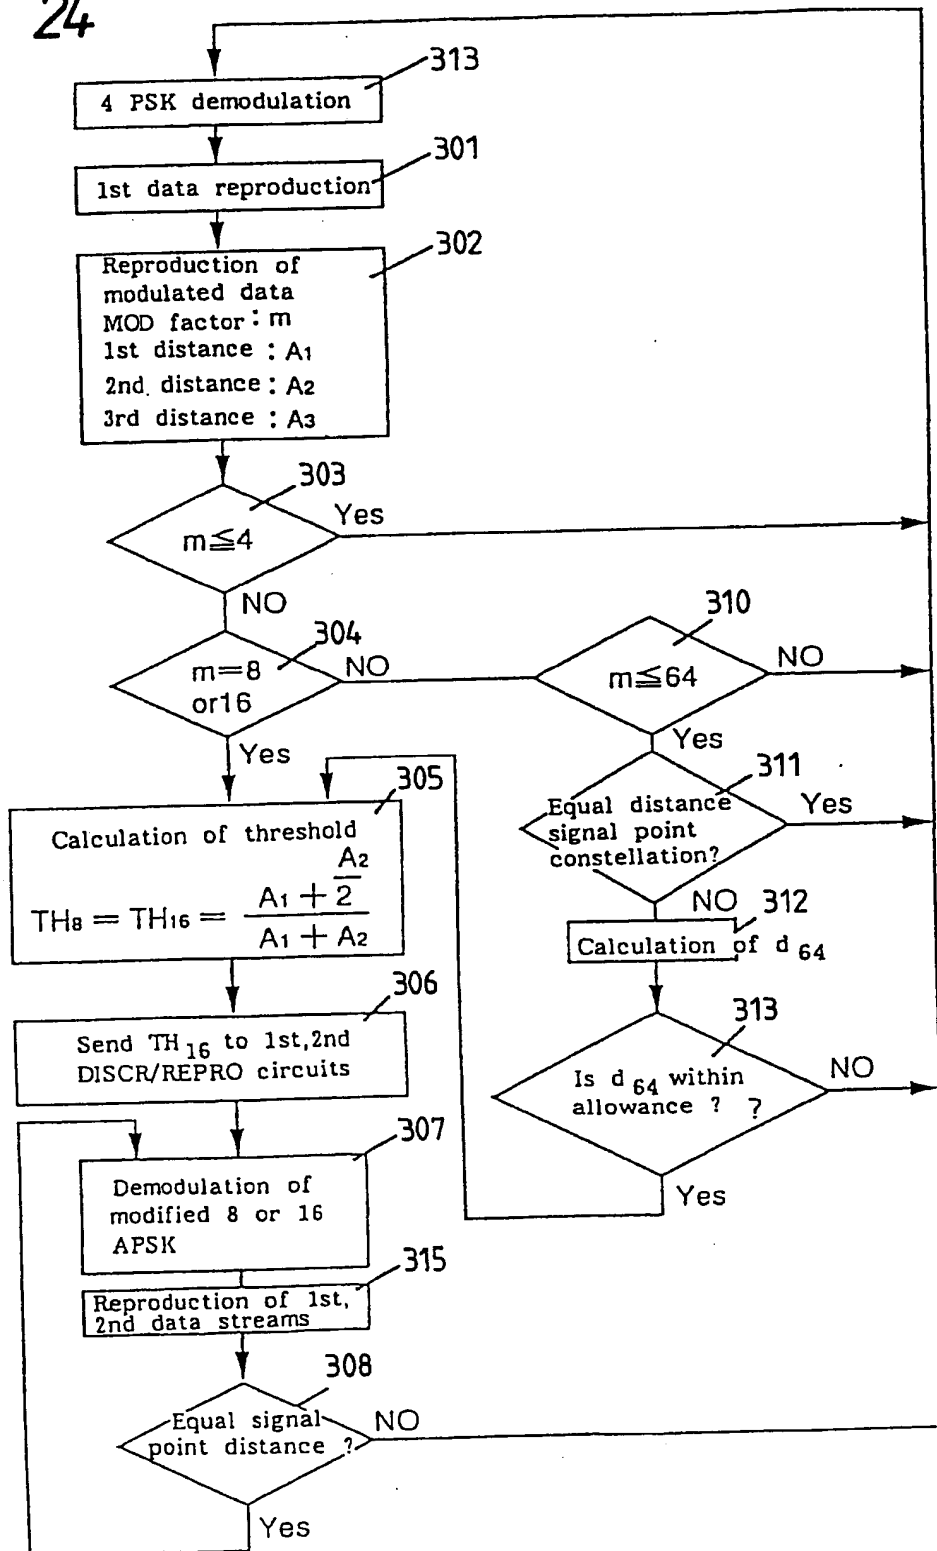 24
313
4 PSK demodulation
301
1st data reproduction
302
Reproduction of
modulated data
MOD factor : m
1st distance : A1
2nd. distance : A2
3rd distance : A3
303
m≦4
Yes
NO
304
m=8
or16
NO
Yes
310
m≦64
NO
Yes
311
Equal distance
signal point
constellation?
Yes
NO
312
Calculation of d 64
313
Is d 64 within
allowance ? ?
NO
Yes
305
Calculation of threshold
TH8 = TH16 = (A1 + A2/2) / (A1 + A2)
306
Send TH16 to 1st,2nd
DISCR/REPRO circuits
307
Demodulation of
modified 8 or 16
APSK
315
Reproduction of 1st,
2nd data streams
308
Equal signal
point distance ?
NO
Yes